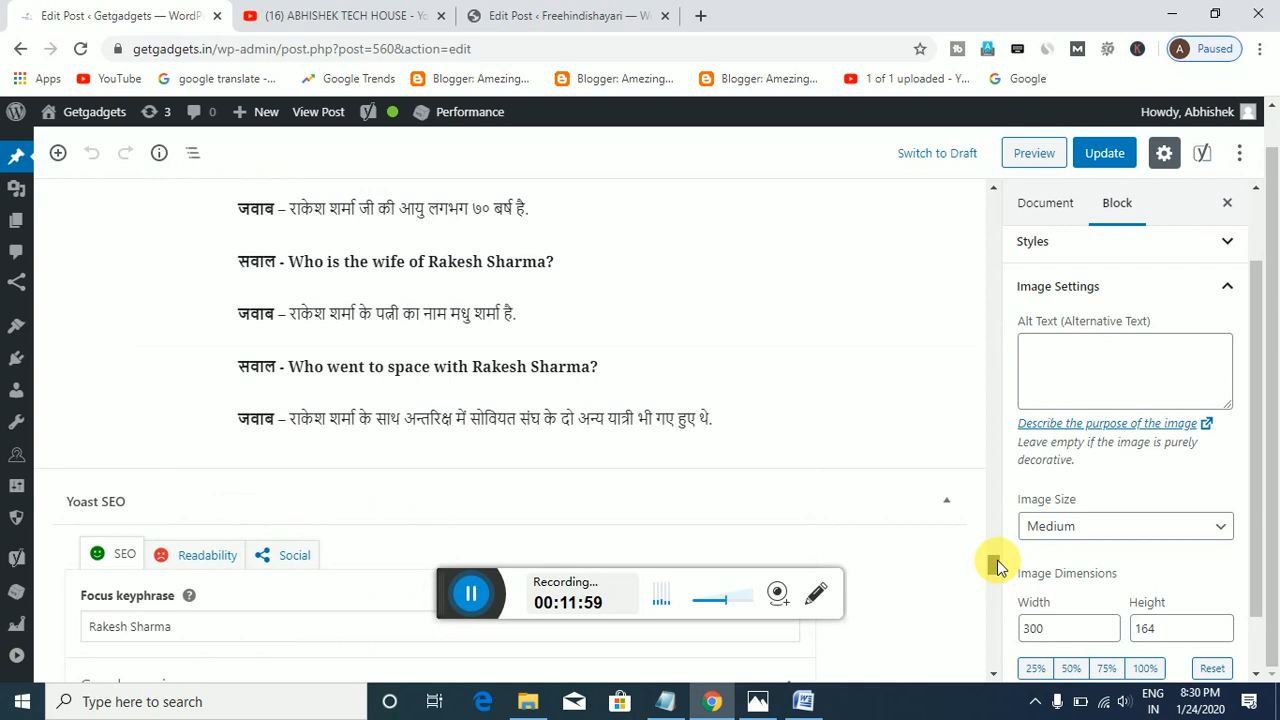 Edit Post ‹ Getgadgets — WordPr
(16) ABHISHEK TECH HOUSE - Yo
Edit Post ‹ Freehindishayari — W
getgadgets.in/wp-admin/post.php?post=560&action=edit
A Paused
Apps YouTube google translate -... Google Trends Blogger: Amezing,... Blogger: Amezing,... Blogger: Amezing,... 1 of 1 uploaded - Y... Google
Getgadgets 3 0 New View Post Performance Howdy, Abhishek
Switch to Draft Preview Update
Document Block
जवाब – राकेश शर्मा जी की आयु लगभग ७० बर्ष है.
Styles
सवाल - Who is the wife of Rakesh Sharma?
Image Settings
जवाब – राकेश शर्मा के पत्नी का नाम मधु शर्मा है.
Alt Text (Alternative Text)
सवाल - Who went to space with Rakesh Sharma?
जवाब – राकेश शर्मा के साथ अन्तरिक्ष में सोवियत संघ के दो अन्य यात्री भी गए हुए थे.
Describe the purpose of the image
Leave empty if the image is purely
decorative.
Yoast SEO
Image Size
Medium
SEO Readability Social
Image Dimensions
Recording...
00:11:59
Focus keyphrase
Width Height
Rakesh Sharma
300 164
25% 50% 75% 100% Reset
Type here to search
ENG
IN
8:30 PM
1/24/2020